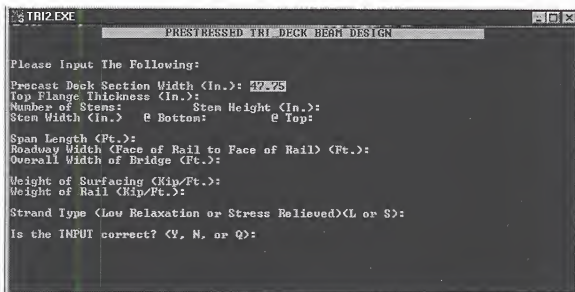 TRI2.EXE
PRESTRESSED TRI DECK BEAM DESIGN
Please Input The Following:
Precast Deck Section Width (In.): 47.75
Top Flange Thickness (In.):
Number of Stems: Stem Height (In.):
Stem Width (In.) @ Bottom: @ Top:
Span Length (Ft.):
Roadway Width (Face of Rail to Face of Rail) (Ft.):
Overall Width of Bridge (Ft.):
Weight of Surfacing (Kip/Ft.):
Weight of Rail (Kip/Ft.):
Strand Type (Low Relaxation or Stress Relieved)(L or S):
Is the INPUT correct? (Y, N, or Q):